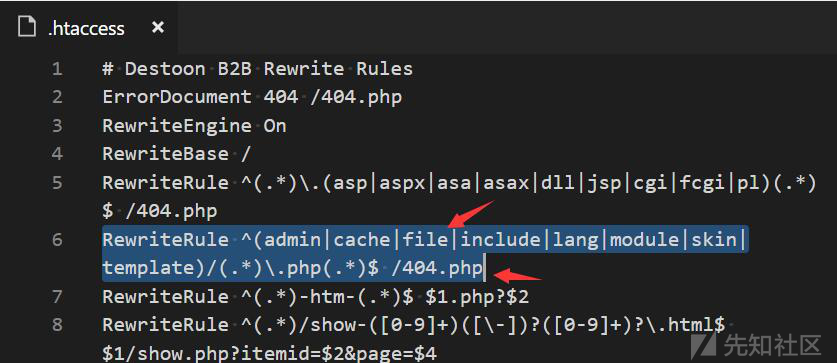 .htaccess ×
1 # Destoon B2B Rewrite Rules
2 ErrorDocument 404 /404.php
3 RewriteEngine On
4 RewriteBase /
5 RewriteRule ^(.*)\.(asp|aspx|asa|asax|dll|jsp|cgi|fcgi|pl)(.*)
$ /404.php
6 RewriteRule ^(admin|cache|file|include|lang|module|skin|
template)/(.*)\.php(.*)$ /404.php
7 RewriteRule ^(.*)-htm-(.*)$ $1.php?$2
8 RewriteRule ^(.*)/show-([0-9]+)([\-])?([0-9]+)?\.html$
$1/show.php?itemid=$2&page=$4
先知社区